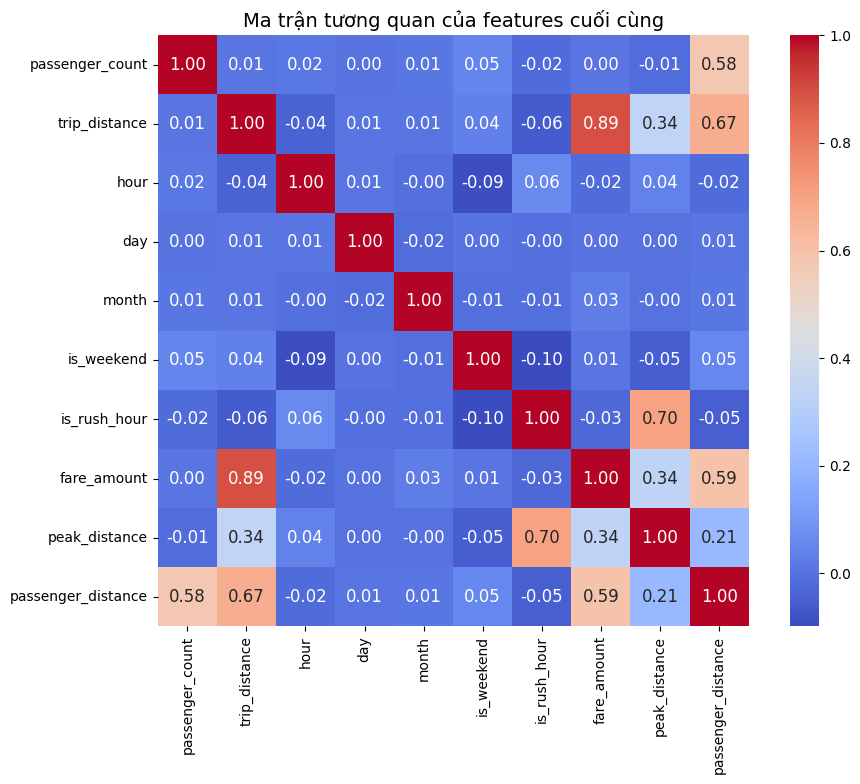 Ma trận tương quan của features cuối cùng
passenger_count 1.00 0.01 0.02 0.00 0.01 0.05 -0.02 0.00 -0.01 0.58
trip_distance 0.01 1.00 -0.04 0.01 0.01 0.04 -0.06 0.89 0.34 0.67
hour 0.02 -0.04 1.00 0.01 -0.00 -0.09 0.06 -0.02 0.04 -0.02
day 0.00 0.01 0.01 1.00 -0.02 0.00 -0.00 0.00 0.00 0.01
month 0.01 0.01 -0.00 -0.02 1.00 -0.01 -0.01 0.03 -0.00 0.01
is_weekend 0.05 0.04 -0.09 0.00 -0.01 1.00 -0.10 0.01 -0.05 0.05
is_rush_hour -0.02 -0.06 0.06 -0.00 -0.01 -0.10 1.00 -0.03 0.70 -0.05
fare_amount 0.00 0.89 -0.02 0.00 0.03 0.01 -0.03 1.00 0.34 0.59
peak_distance -0.01 0.34 0.04 0.00 -0.00 -0.05 0.70 0.34 1.00 0.21
passenger_distance 0.58 0.67 -0.02 0.01 0.01 0.05 -0.05 0.59 0.21 1.00
passenger_count
trip_distance
hour
day
month
is_weekend
is_rush_hour
fare_amount
peak_distance
passenger_distance
1.0
0.8
0.6
0.4
0.2
0.0